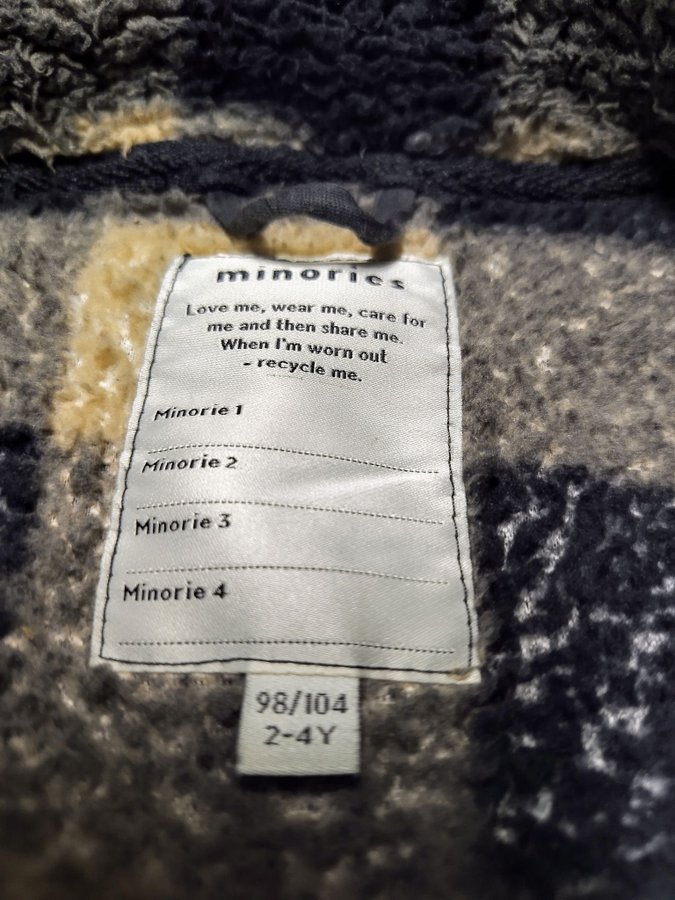 minories
Love me, wear me, care for
me and then share me.
When I'm worn out
- recycle me.
Minorie 1
Minorie 2
Minorie 3
Minorie 4
98/104
2-4Y